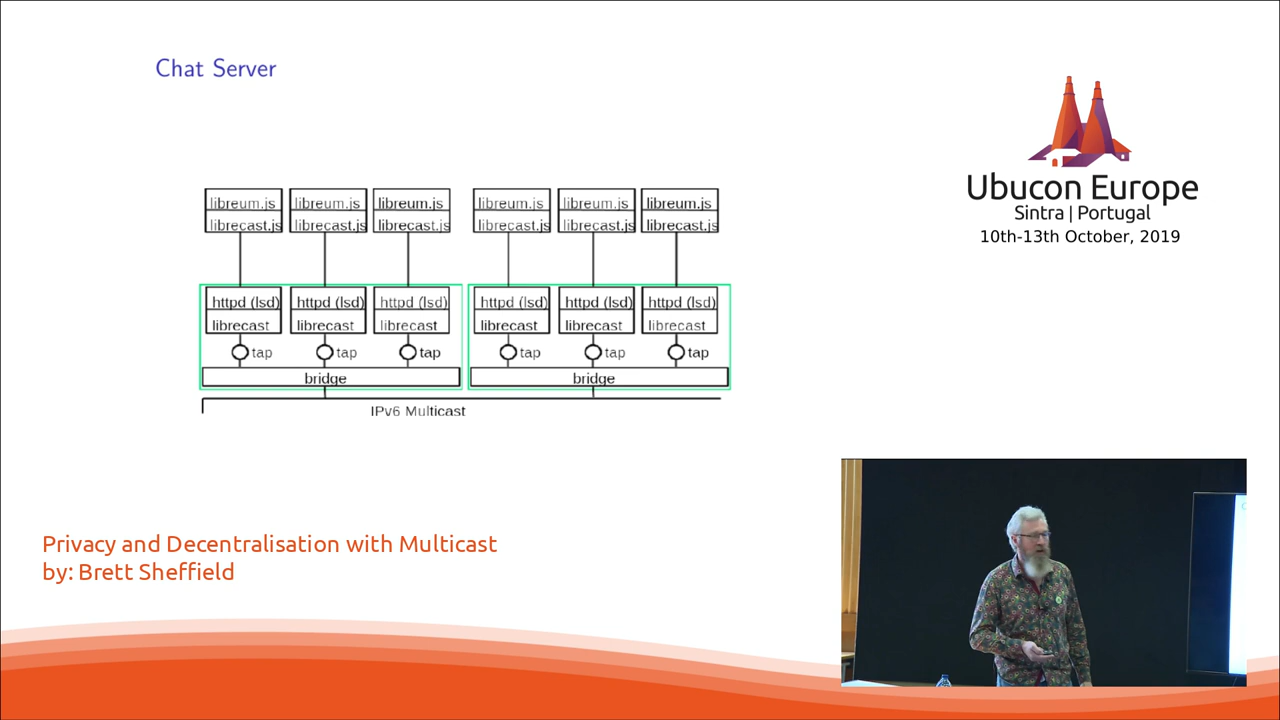 Chat Server
libreum.js libreum.js libreum.js libreum.js libreum.js libreum.js
librecast.js librecast.js librecast.js librecast.js librecast.js librecast.js
httpd (lsd) httpd (lsd) httpd (lsd) httpd (lsd) httpd (lsd) httpd (lsd)
librecast librecast librecast librecast librecast librecast
tap tap tap tap tap tap
bridge bridge
IPv6 Multicast
Ubucon Europe
Sintra | Portugal
10th-13th October, 2019
Privacy and Decentralisation with Multicast
by: Brett Sheffield